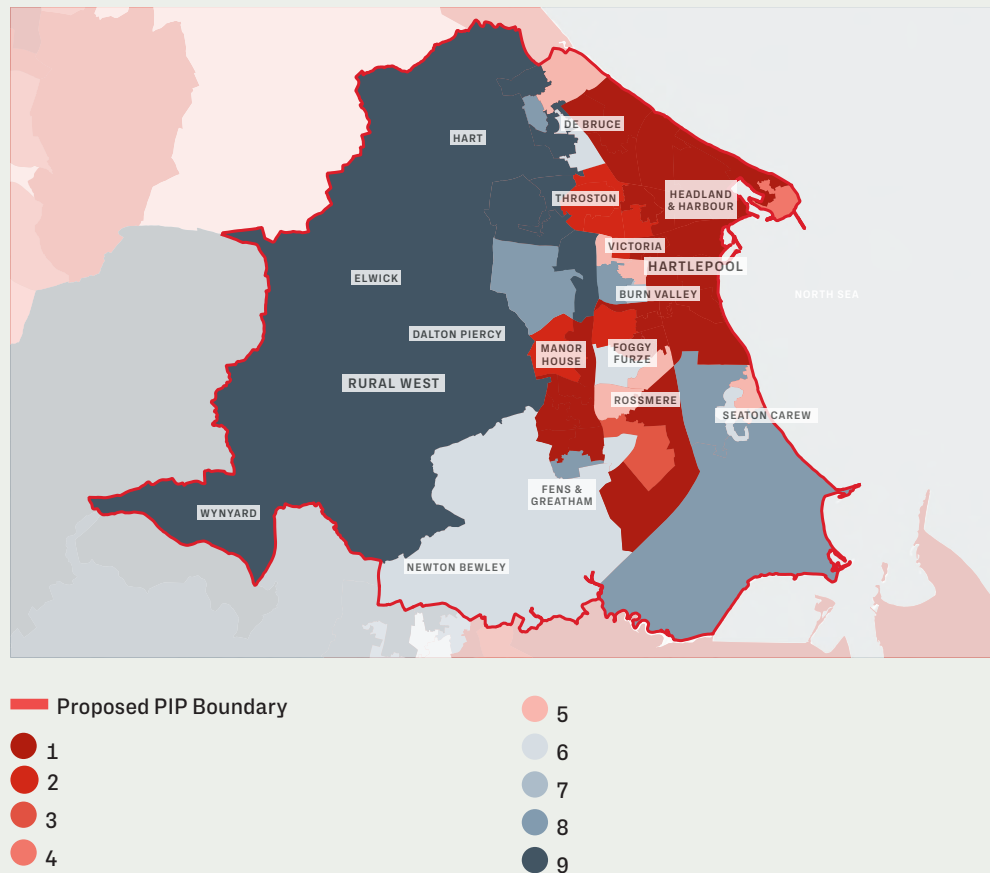 DE BRUCE
HART
THROSTON
HEADLAND
& HARBOUR
VICTORIA
HARTLEPOOL
ELWICK
BURN VALLEY
NORTH SEA
DALTON PIERCY
MANOR
HOUSE
FOGGY
FURZE
RURAL WEST
ROSSMERE
SEATON CAREW
FENS &
GREATHAM
WYNYARD
NEWTON BEWLEY
Proposed PIP Boundary
1
2
3
4
5
6
7
8
9